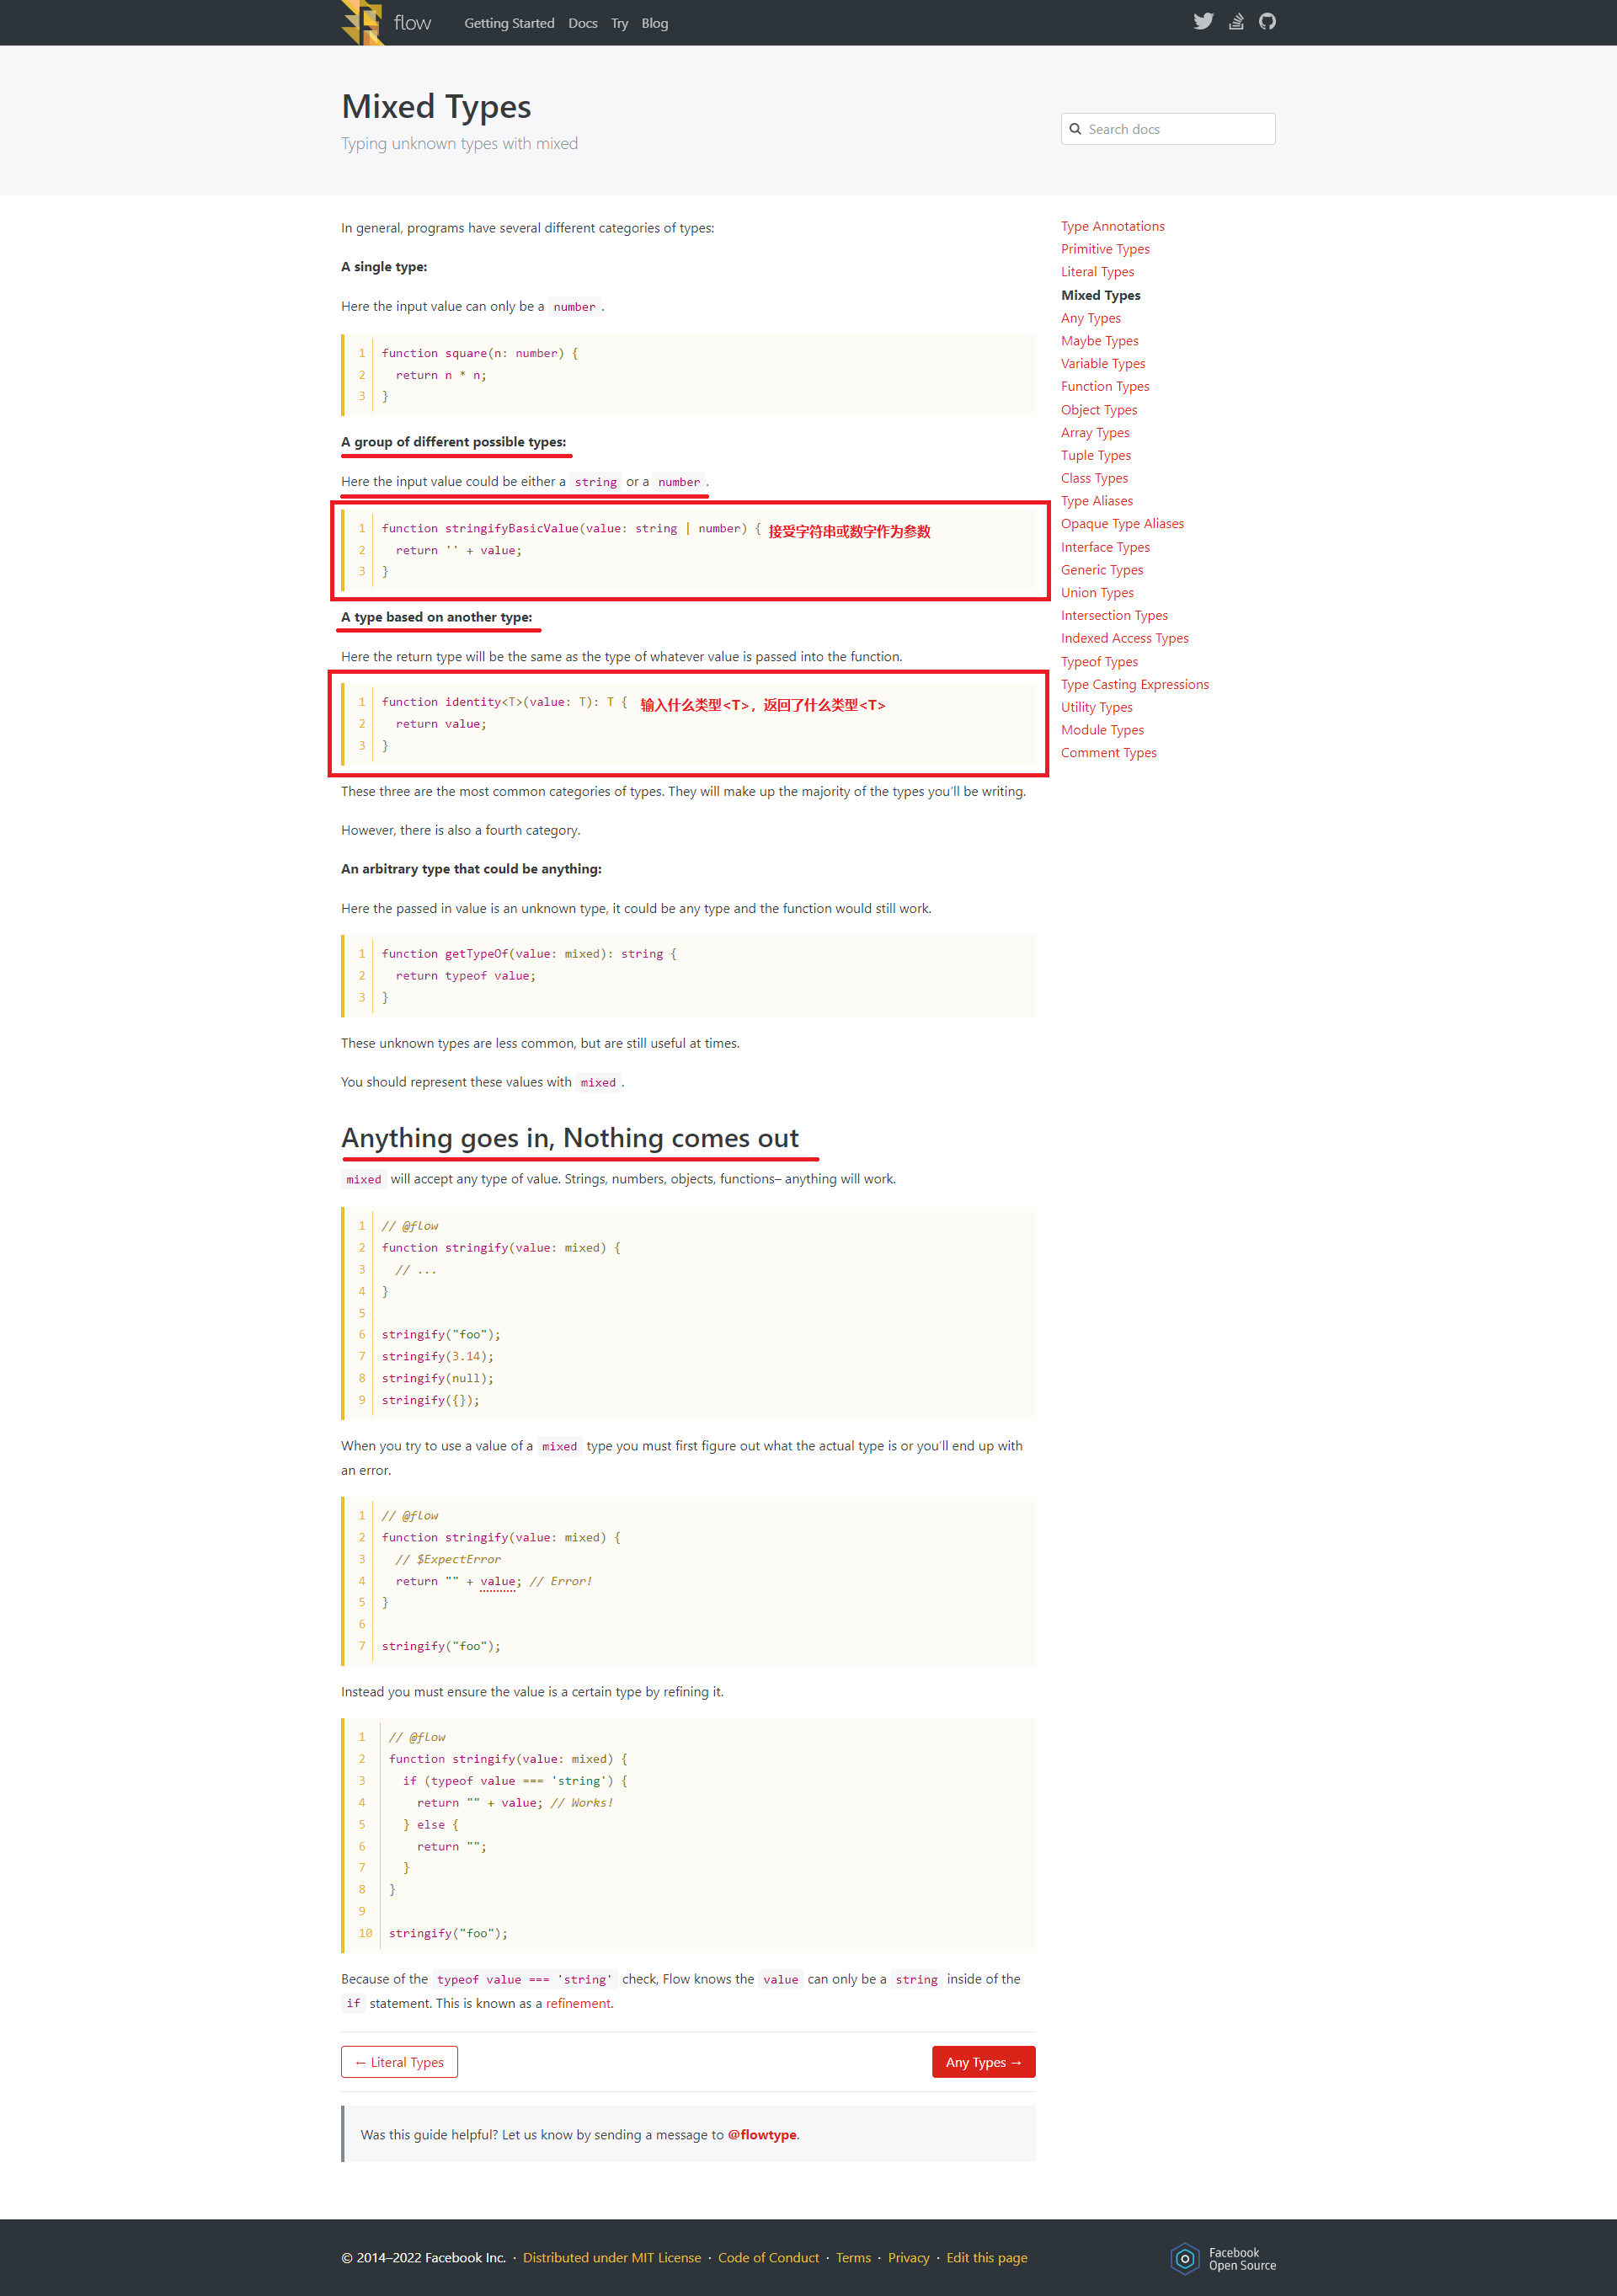 flow
Getting Started Docs Try Blog
Mixed Types
Typing unknown types with mixed
Search docs
In general, programs have several different categories of types:
A single type:
Here the input value can only be a number.
1 function square(n: number) {
2   return n * n;
3 }
A group of different possible types:
Here the input value could be either a string or a number.
1 function stringifyBasicValue(value: string | number) { 接受字符串或数字作为参数
2   return '' + value;
3 }
A type based on another type:
Here the return type will be the same as the type of whatever value is passed into the function.
1 function identity<T>(value: T): T { 输入什么类型<T>，返回了什么类型<T>
2   return value;
3 }
These three are the most common categories of types. They will make up the majority of the types you’ll be writing.
However, there is also a fourth category.
An arbitrary type that could be anything:
Here the passed in value is an unknown type, it could be any type and the function would still work.
1 function getTypeOf(value: mixed): string {
2   return typeof value;
3 }
These unknown types are less common, but are still useful at times.
You should represent these values with mixed.
Anything goes in, Nothing comes out
mixed will accept any type of value. Strings, numbers, objects, functions– anything will work.
1 // @flow
2 function stringify(value: mixed) {
3   // ...
4 }
5
6 stringify("foo");
7 stringify(3.14);
8 stringify(null);
9 stringify({});
When you try to use a value of a mixed type you must first figure out what the actual type is or you’ll end up with
an error.
1 // @flow
2 function stringify(value: mixed) {
3   // $ExpectError
4   return "" + value; // Error!
5 }
6
7 stringify("foo");
Instead you must ensure the value is a certain type by refining it.
1 // @flow
2 function stringify(value: mixed) {
3   if (typeof value === 'string') {
4     return "" + value; // Works!
5   } else {
6     return "";
7   }
8 }
9
10 stringify("foo");
Because of the typeof value === 'string' check, Flow knows the value can only be a string inside of the
if statement. This is known as a refinement.
← Literal Types
Any Types →
Was this guide helpful? Let us know by sending a message to @flowtype.
Type Annotations
Primitive Types
Literal Types
Mixed Types
Any Types
Maybe Types
Variable Types
Function Types
Object Types
Array Types
Tuple Types
Class Types
Type Aliases
Opaque Type Aliases
Interface Types
Generic Types
Union Types
Intersection Types
Indexed Access Types
Typeof Types
Type Casting Expressions
Utility Types
Module Types
Comment Types
© 2014–2022 Facebook Inc. · Distributed under MIT License · Code of Conduct · Terms · Privacy · Edit this page
Facebook
Open Source